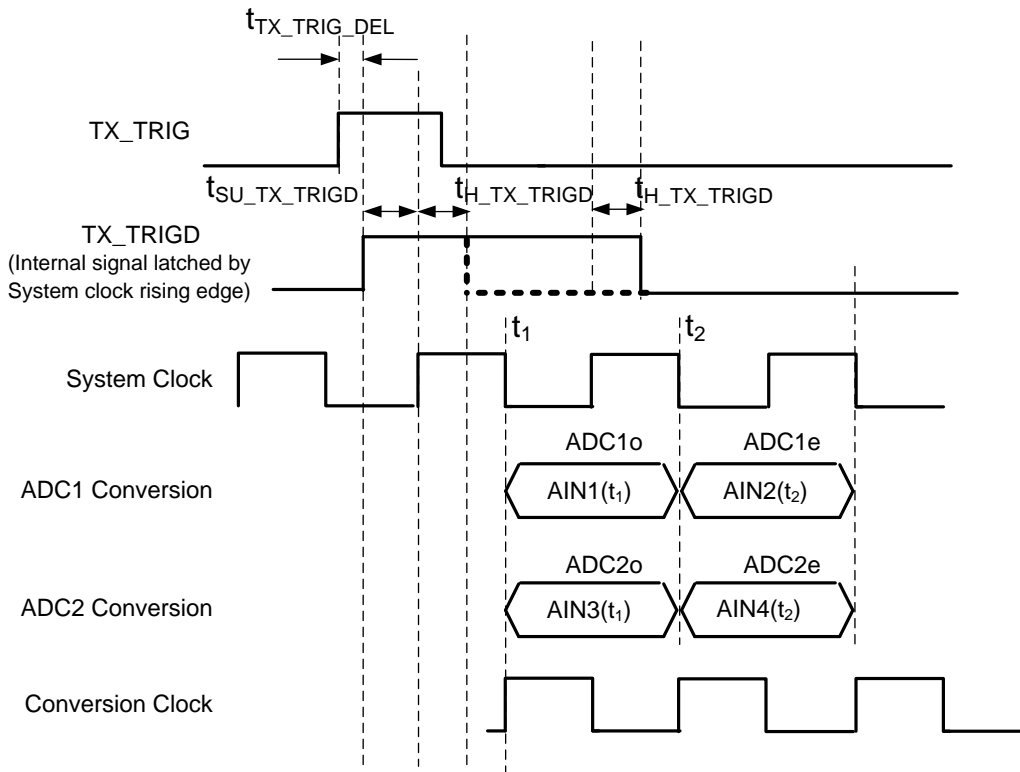 tTX_TRIG_DEL
TX_TRIG
tSU_TX_TRIGD
tH_TX_TRIGD
tH_TX_TRIGD
TX_TRIGD
(Internal signal latched by
System clock rising edge)
t1
t2
System Clock
ADC1o
ADC1e
ADC1 Conversion
AIN1(t1)
AIN2(t2)
ADC2o
ADC2e
ADC2 Conversion
AIN3(t1)
AIN4(t2)
Conversion Clock